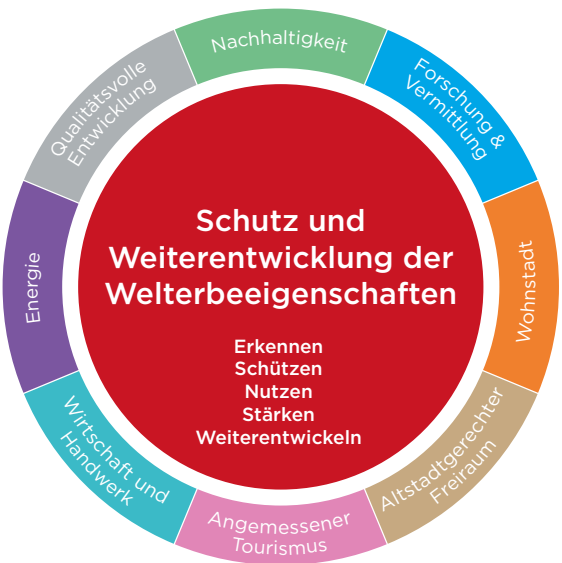 Nachhaltigkeit
Forschung &
Vermittlung
Wohnstadt
Altstadtgerechter
Freiraum
Angemessener
Tourismus
Wirtschaft und
Handwerk
Energie
Qualitätsvolle
Entwicklung
Schutz und
Weiterentwicklung der
Welterbeeigenschaften
Erkennen
Schützen
Nutzen
Stärken
Weiterentwickeln